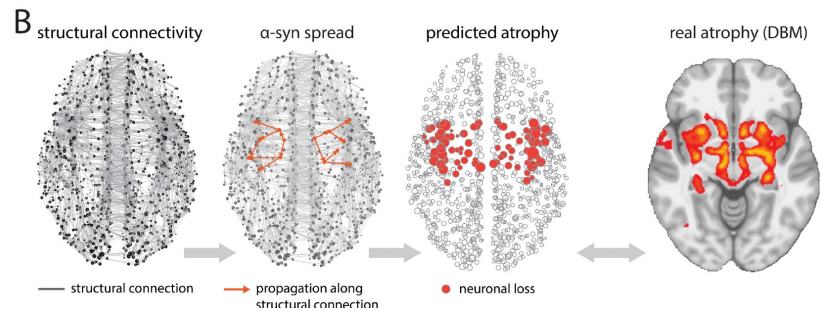 B
structural connectivity
α-syn spread
predicted atrophy
real atrophy (DBM)
structural connection
propagation along
structural connection
neuronal loss